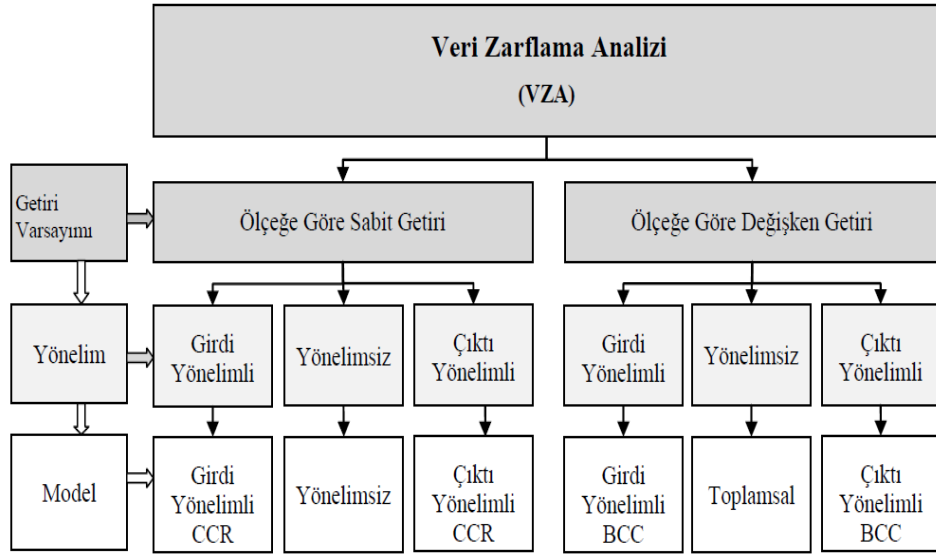 Veri Zarflama Analizi
(VZA)
Getiri
Varsayımı
Ölçeğe Göre Sabit Getiri
Ölçeğe Göre Değişken Getiri
Yönelim
Girdi
Yönelimli
Yönelimsiz
Çıktı
Yönelimli
Girdi
Yönelimli
Yönelimsiz
Çıktı
Yönelimli
Model
Girdi
Yönelimli
CCR
Yönelimsiz
Çıktı
Yönelimli
CCR
Girdi
Yönelimli
BCC
Toplamsal
Çıktı
Yönelimli
BCC